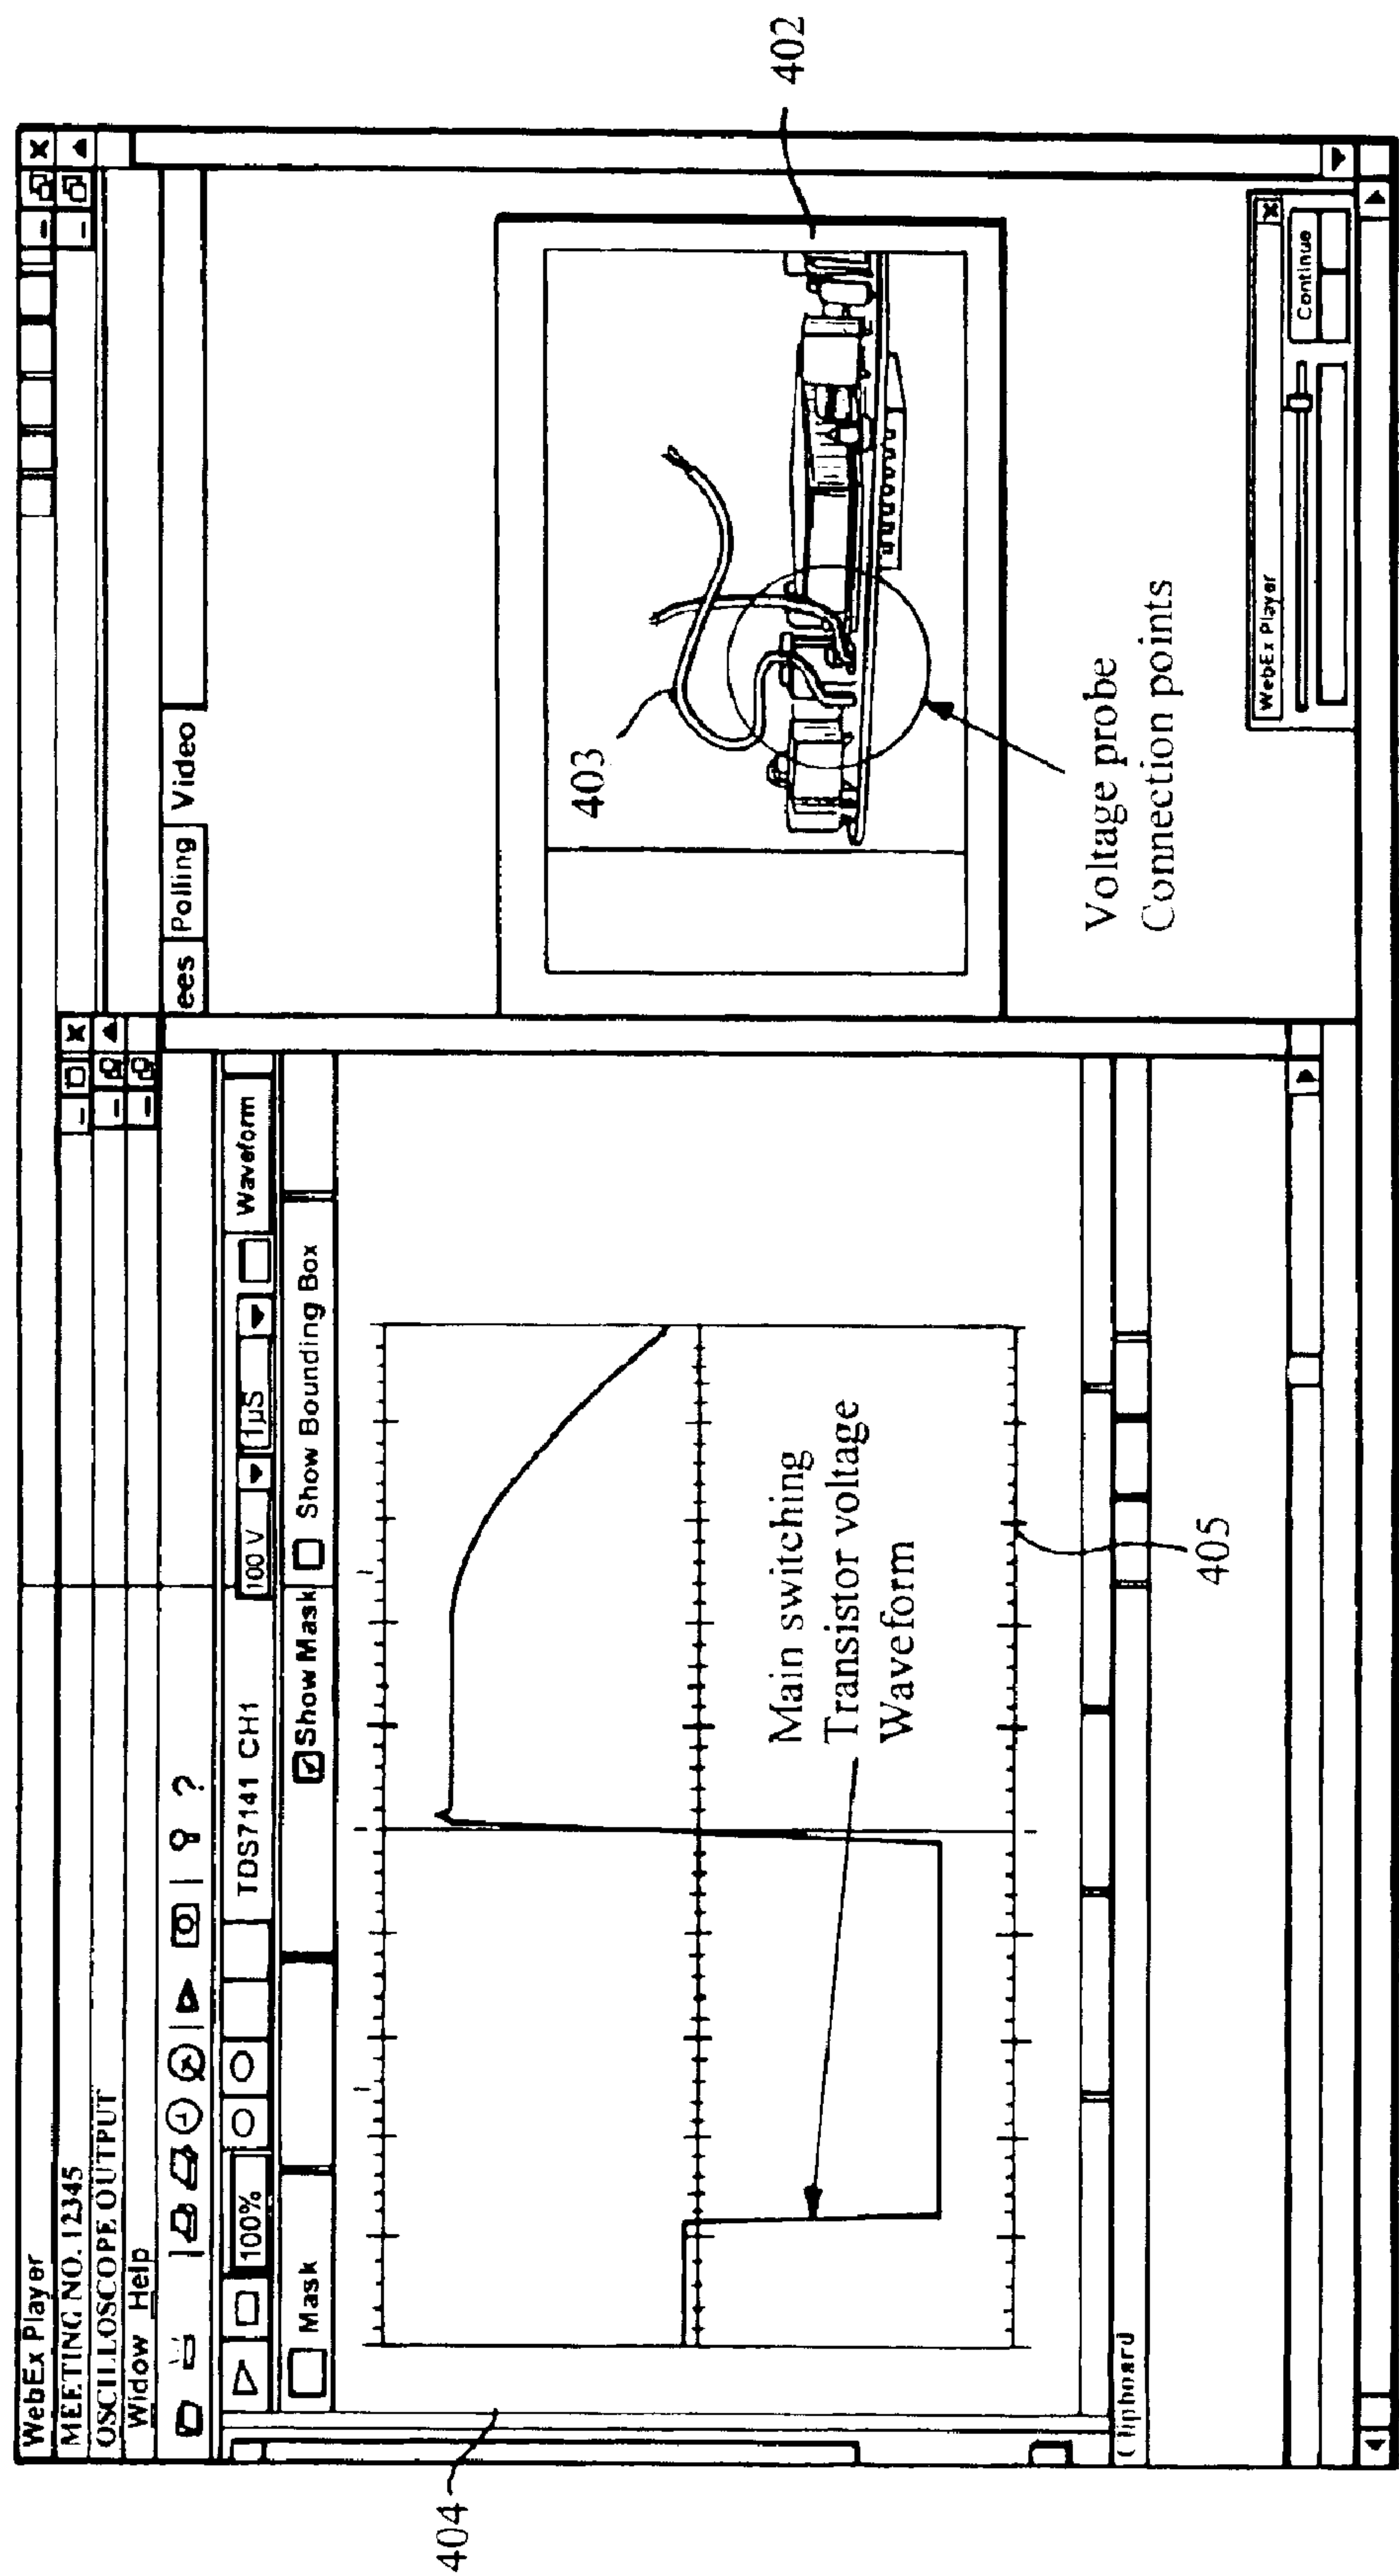 WebEx Player
MEETING NO. 12345
OSCILLOSCOPE OUTPUT
Widow Help
?
100%
TDS7141 CH1
100 V
1µS
Waveform
Mask
Show Mask
Show Bounding Box
Main switching
Transistor voltage
Waveform
404
405
Clipboard
ees
Polling
Video
402
403
Voltage probe
Connection points
WebEx Player
Continue